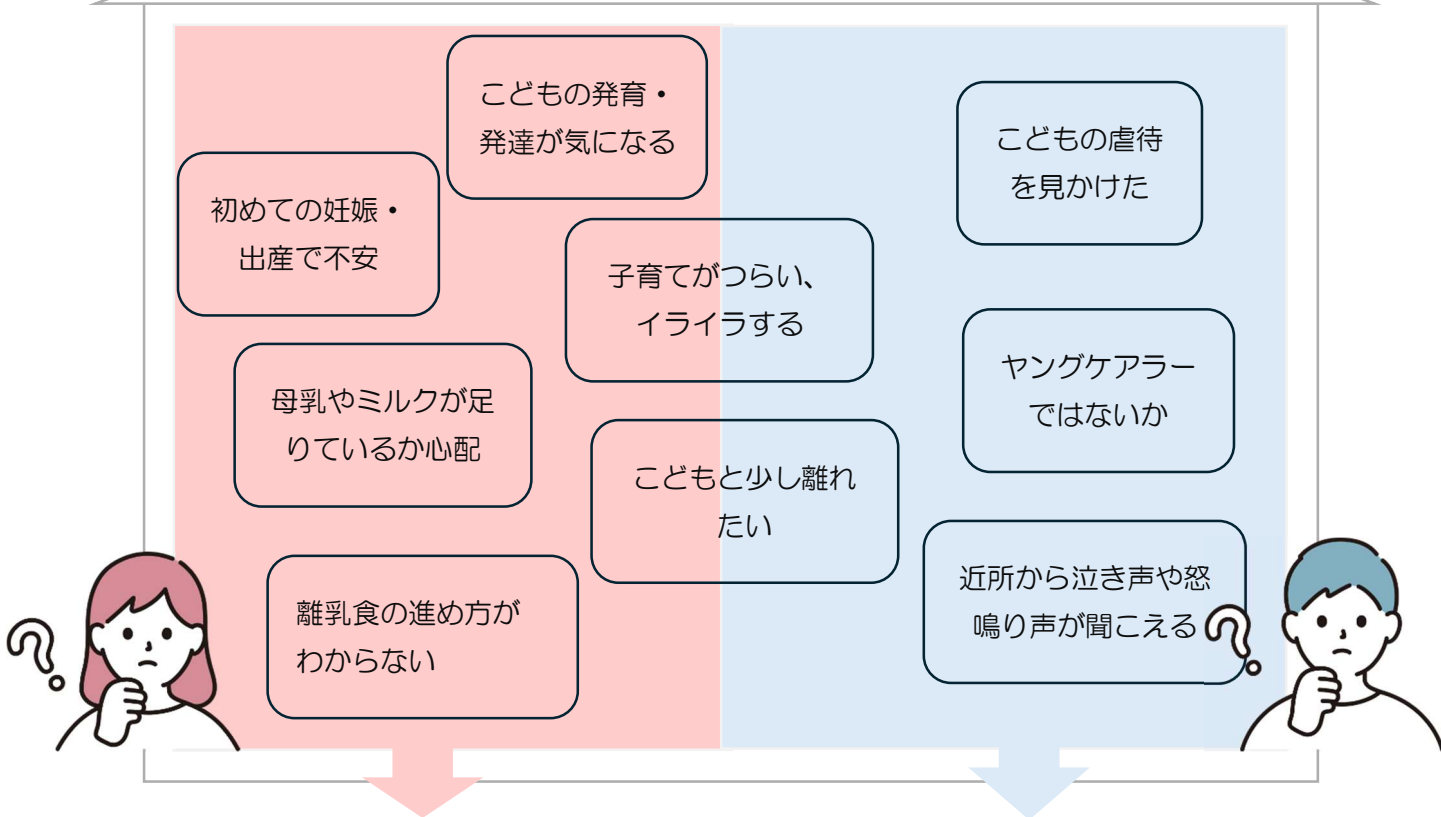 こどもの発育・
発達が気になる
初めての妊娠・
出産で不安
子育てがつらい、
イライラする
母乳やミルクが足
りているか心配
こどもと少し離れ
たい
離乳食の進め方が
わからない
こどもの虐待
を見かけた
ヤングケアラー
ではないか
近所から泣き声や怒
鳴り声が聞こえる